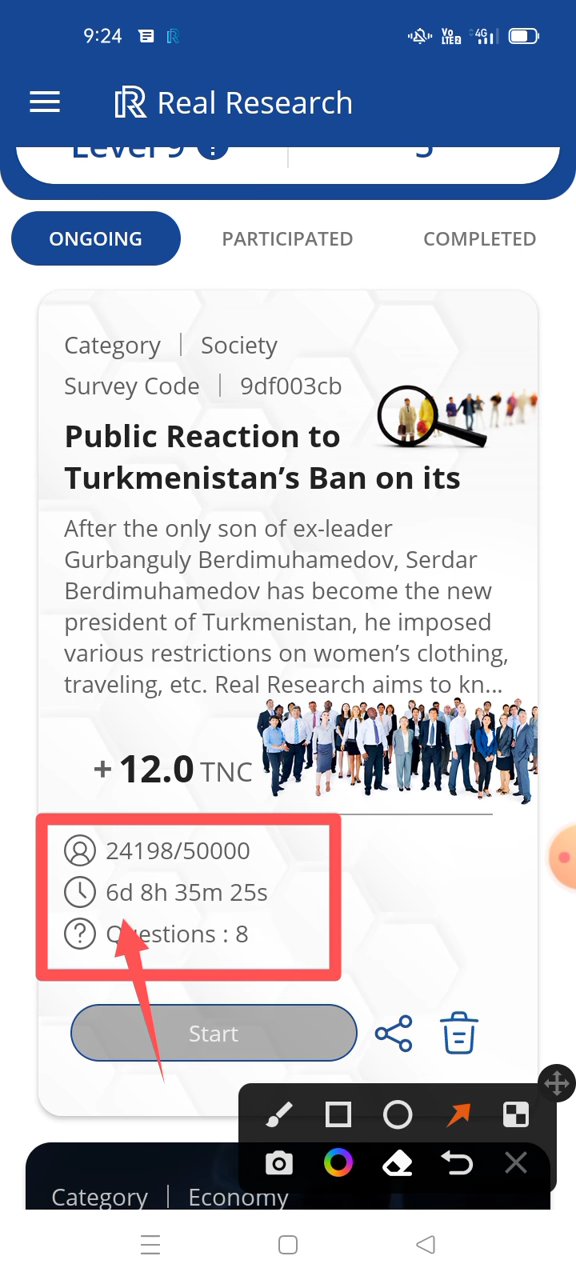 9:24
Vo
LTE2
4G
Real Research
Level 9
ONGOING
PARTICIPATED
COMPLETED
Category | Society
Survey Code | 9df003cb
Public Reaction to
Turkmenistan’s Ban on its
After the only son of ex-leader
Gurbanguly Berdimuhamedov, Serdar
Berdimuhamedov has become the new
president of Turkmenistan, he imposed
various restrictions on women’s clothing,
traveling, etc. Real Research aims to kn...
+ 12.0 TNC
24198/50000
6d 8h 35m 25s
Questions : 8
Start
Category | Economy